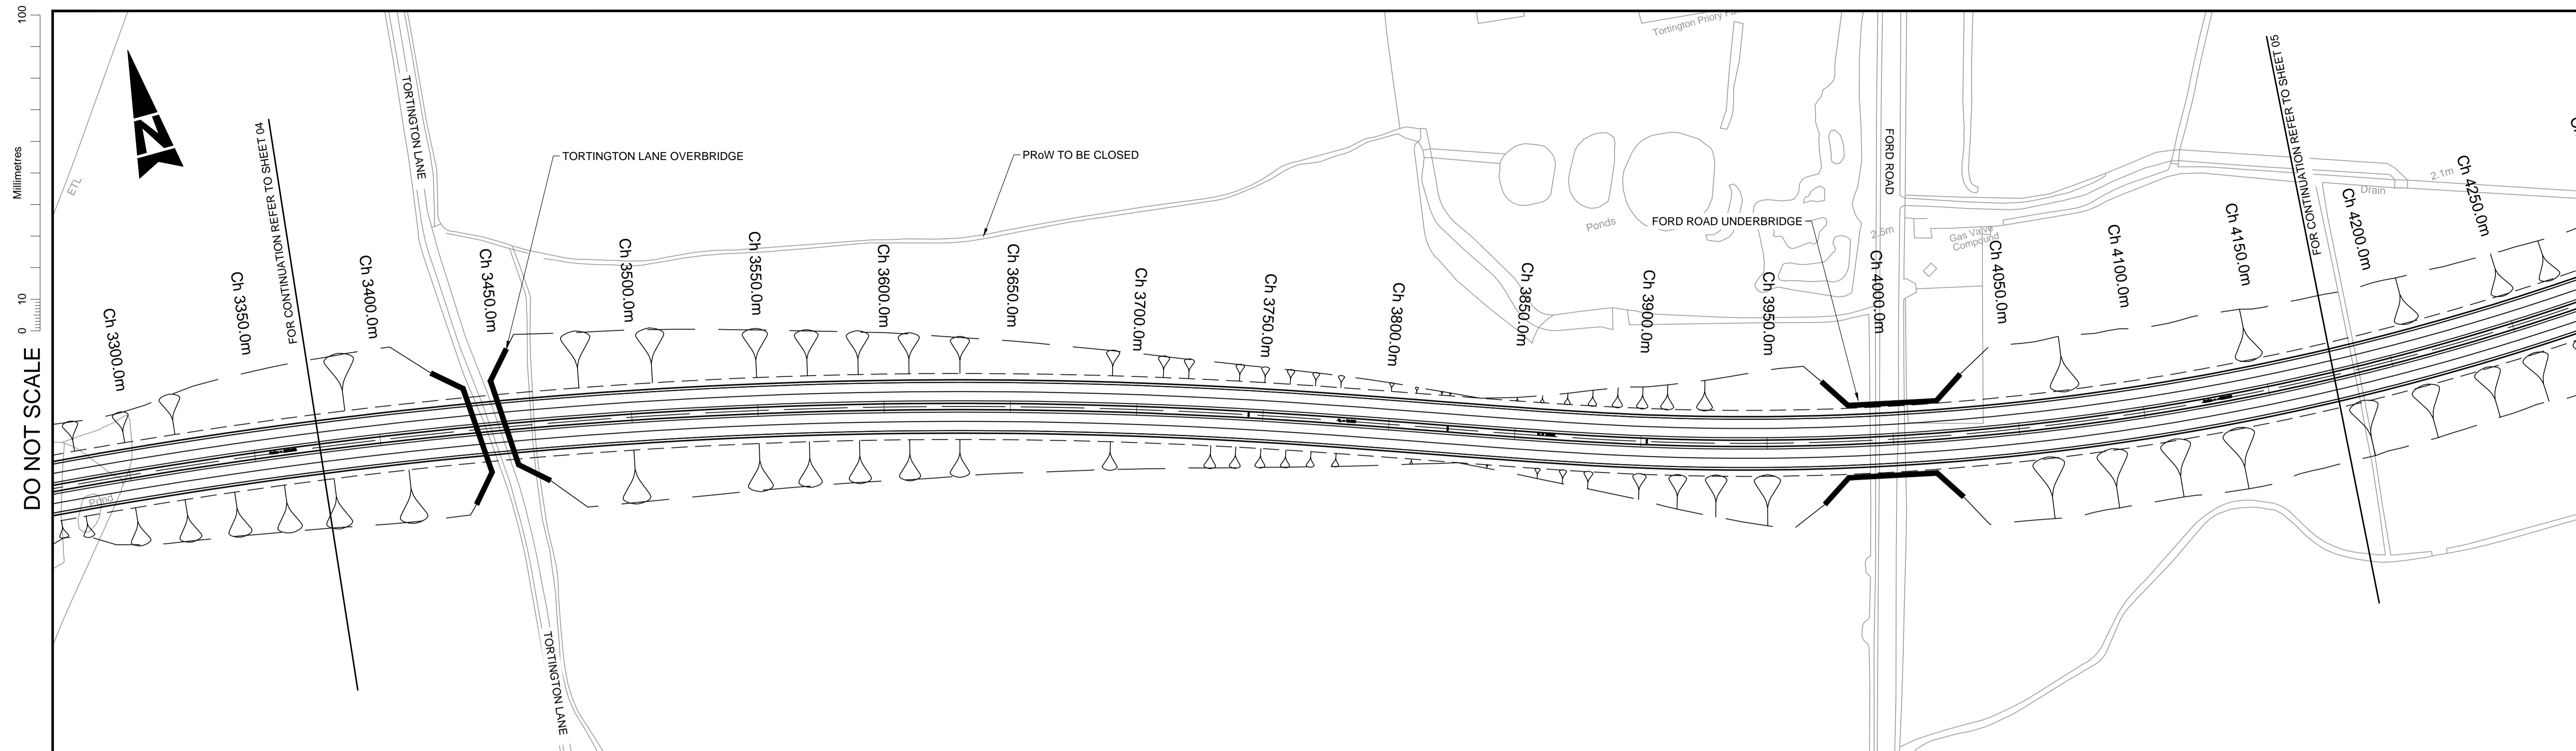 100
10
0
Millimetres
DO NOT SCALE
N
ETL
FOR CONTINUATION REFER TO SHEET 04
TORTINGTON LANE
TORTINGTON LANE OVERBRIDGE
PRoW TO BE CLOSED
Tortington Priory
Ponds
FORD ROAD UNDERBRIDGE
FORD ROAD
2.5m
Gas Valve
Compound
FOR CONTINUATION REFER TO SHEET 05
Drain
2.1m
Ch 3300.0m
Ch 3350.0m
Ch 3400.0m
Ch 3450.0m
Ch 3500.0m
Ch 3550.0m
Ch 3600.0m
Ch 3650.0m
Ch 3700.0m
Ch 3750.0m
Ch 3800.0m
Ch 3850.0m
Ch 3900.0m
Ch 3950.0m
Ch 4000.0m
Ch 4050.0m
Ch 4100.0m
Ch 4150.0m
Ch 4200.0m
Ch 4250.0m
Pond
TORTINGTON LANE